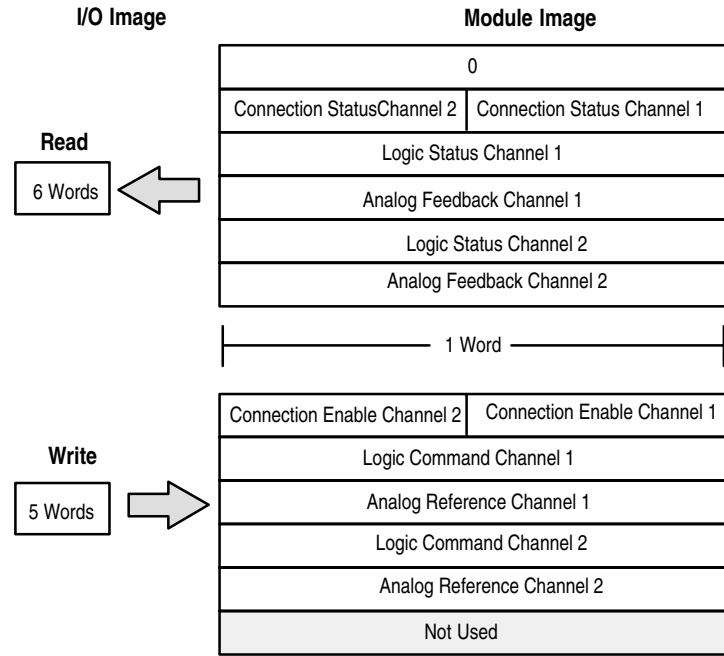 I/O Image
Module Image
0
Connection StatusChannel 2
Connection Status Channel 1
Read
Logic Status Channel 1
6 Words
Analog Feedback Channel 1
Logic Status Channel 2
Analog Feedback Channel 2
1 Word
Connection Enable Channel 2
Connection Enable Channel 1
Write
Logic Command Channel 1
5 Words
Analog Reference Channel 1
Logic Command Channel 2
Analog Reference Channel 2
Not Used